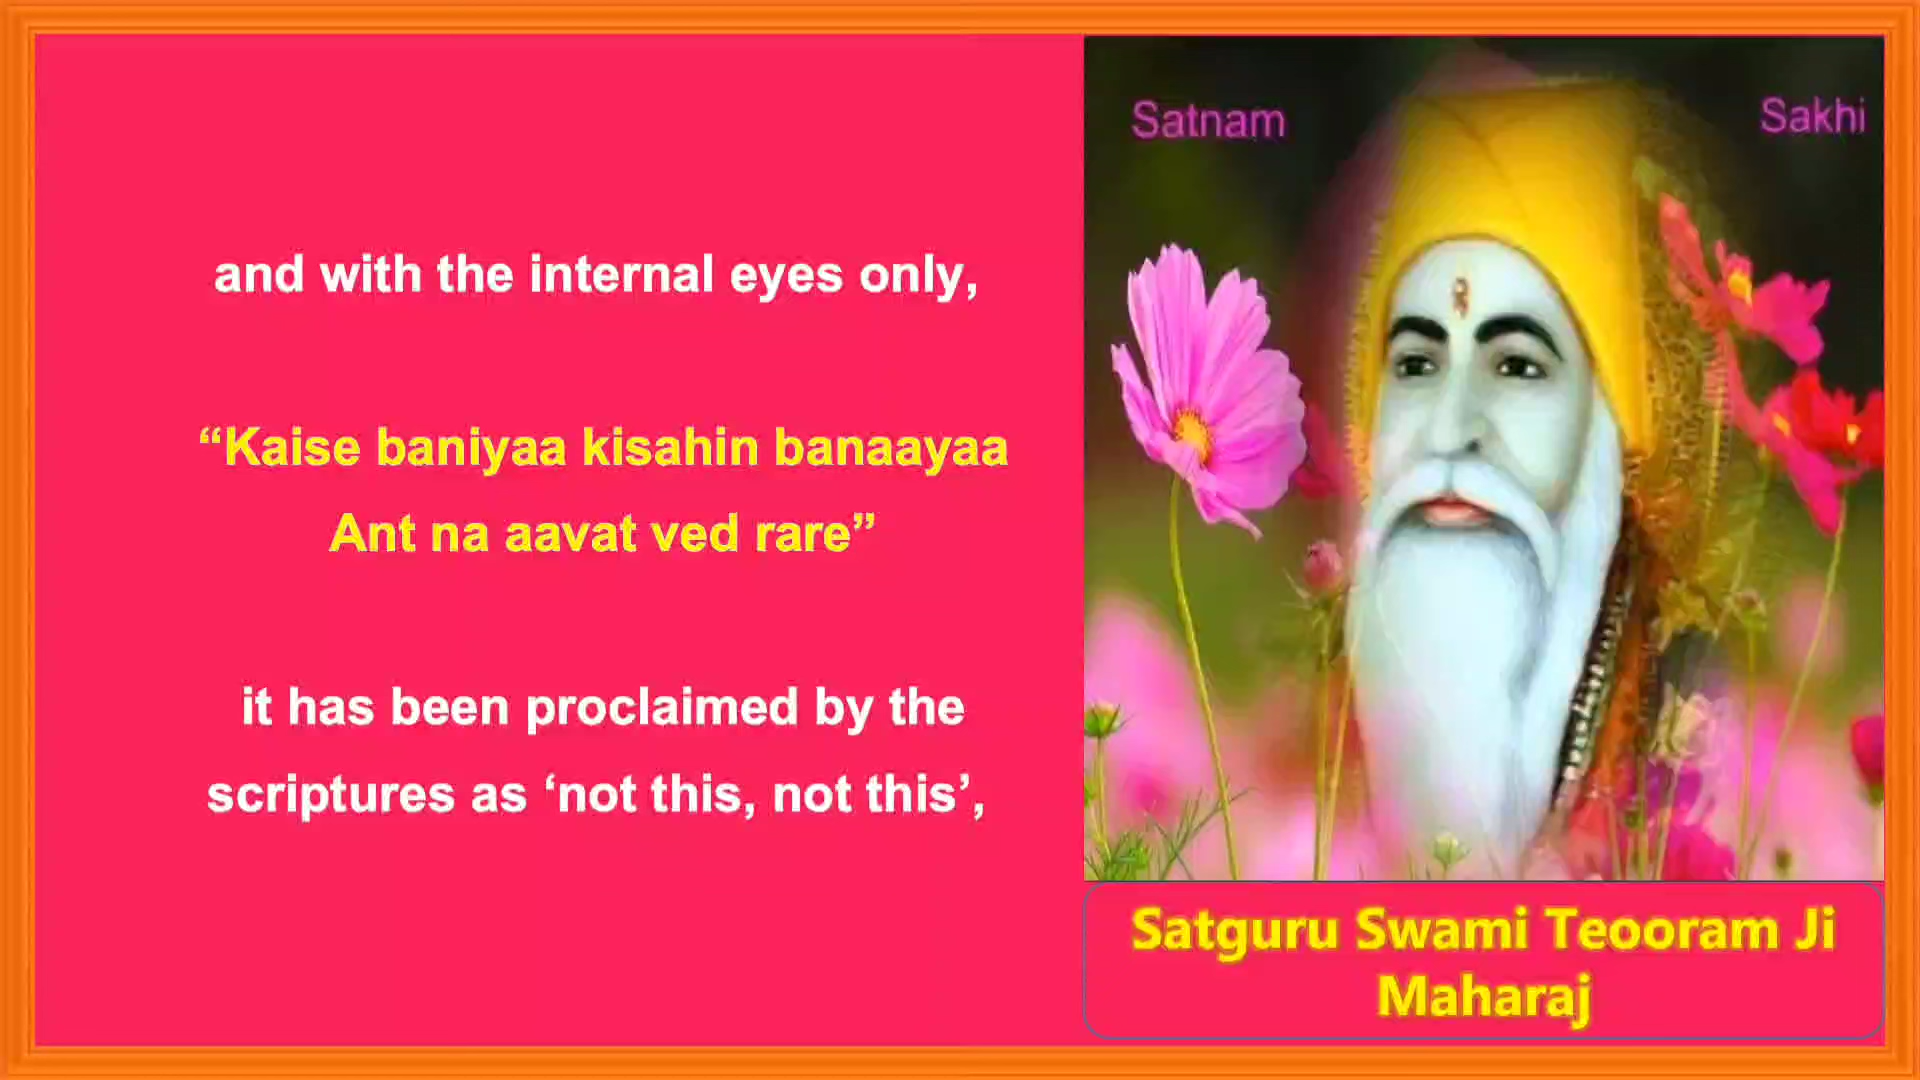 and with the internal eyes only,
“Kaise baniyaa kisahin banaayaa
Ant na aavat ved rare”
it has been proclaimed by the
scriptures as ‘not this, not this’,
Satnam
Sakhi
Satguru Swami Teooram Ji
Maharaj